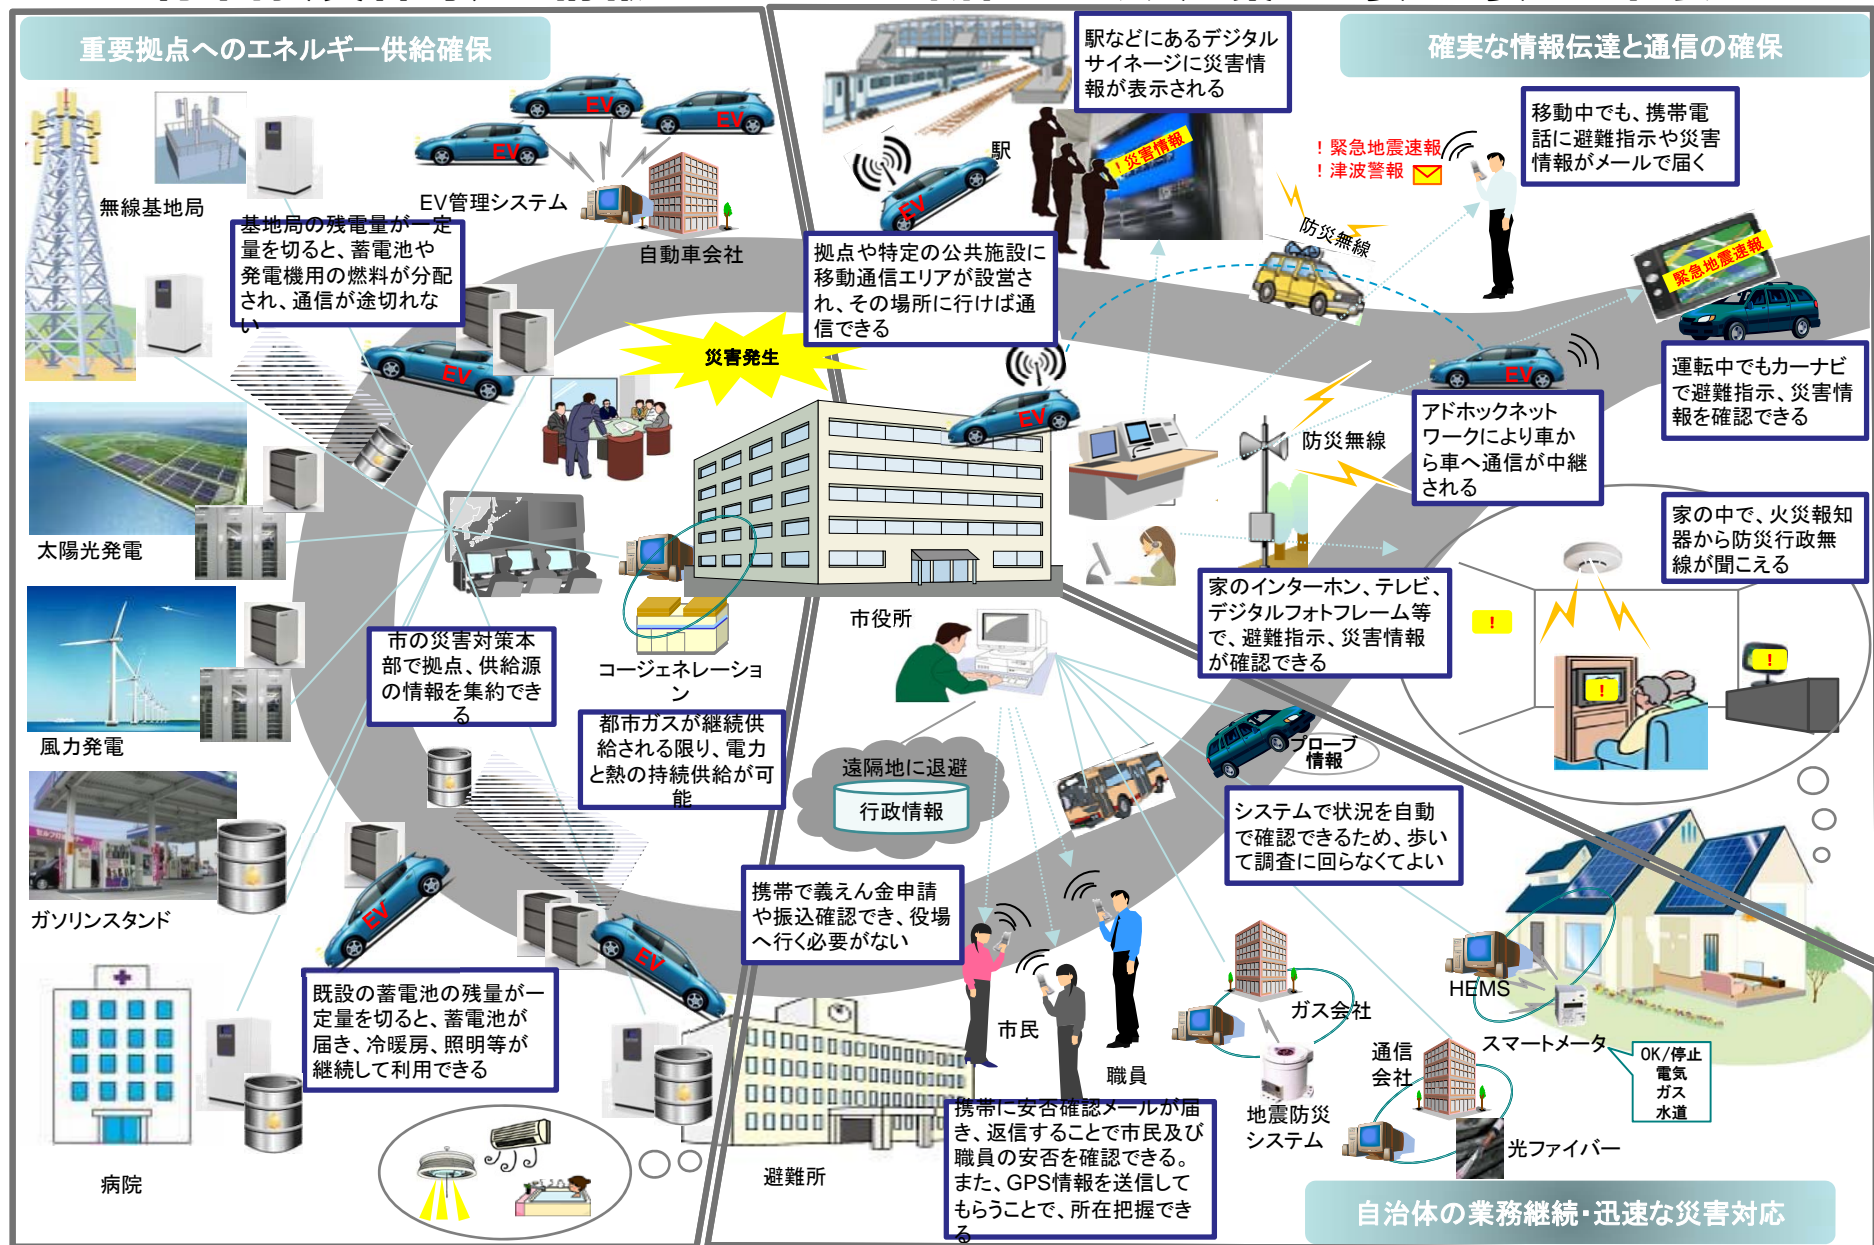 重要拠点へのエネルギー供給確保
確実な情報伝達と通信の確保
駅などにあるデジタル
サイネージに災害情
報が表示される
移動中でも、携帯電
話に避難指示や災害
情報がメールで届く
！緊急地震速報
！津波警報
EV
EV
EV
EV管理システム
自動車会社
無線基地局
基地局の残電量が一定
量を切ると、蓄電池や
発電機用の燃料が分配
され、通信が途切れな
い
駅
EV
！災害情報
拠点や特定の公共施設に
移動通信エリアが設営さ
れ、その場所に行けば通
信できる
防災無線
緊急地震速報
運転中でもカーナビ
で避難指示、災害情
報を確認できる
災害発生
EV
EV
EV
アドホックネット
ワークにより車か
ら車へ通信が中継
される
防災無線
太陽光発電
家の中で、火災報知
器から防災行政無
線が聞こえる
家のインターホン、テレビ、
デジタルフォトフレーム等
で、避難指示、災害情報
が確認できる
!
!
!
市役所
市の災害対策本
部で拠点、供給源
の情報を集約でき
る
コージェネレーショ
ン
都市ガスが継続供
給される限り、電力
と熱の持続供給が可
能
風力発電
遠隔地に退避
行政情報
プローブ
情報
システムで状況を自動
で確認できるため、歩い
て調査に回らなくてよい
ガソリンスタンド
EV
EV
携帯で義えん金申請
や振込確認でき、役場
へ行く必要がない
既設の蓄電池の残量が一
定量を切ると、蓄電池が
届き、冷暖房、照明等が
継続して利用できる
市民
職員
ガス会社
HEMS
スマートメータ
OK/停止
電気
ガス
水道
通信
会社
地震防災
システム
光ファイバー
病院
避難所
携帯に安否確認メールが届
き、返信することで市民及び
職員の安否を確認できる。
また、GPS情報を送信して
もらうことで、所在把握でき
る
自治体の業務継続・迅速な災害対応